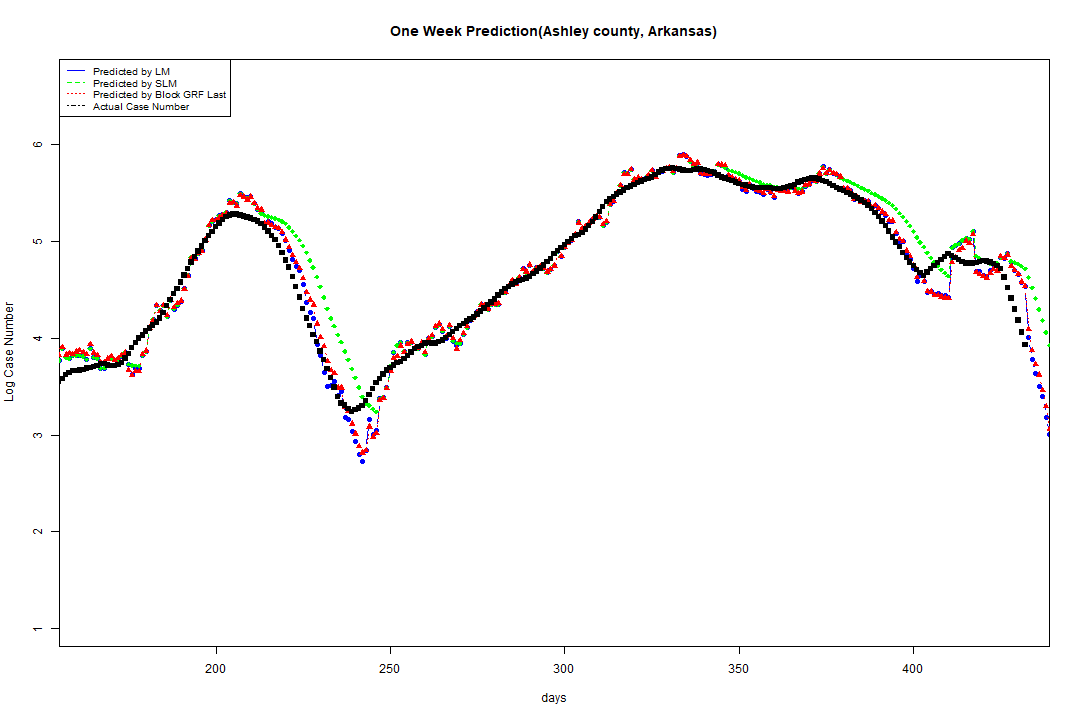 One Week Prediction(Ashley county, Arkansas)
Predicted by LM
Predicted by SLM
Predicted by Block GRF Last
Actual Case Number
6
5
4
3
2
1
Log Case Number
200 250 300 350 400
days